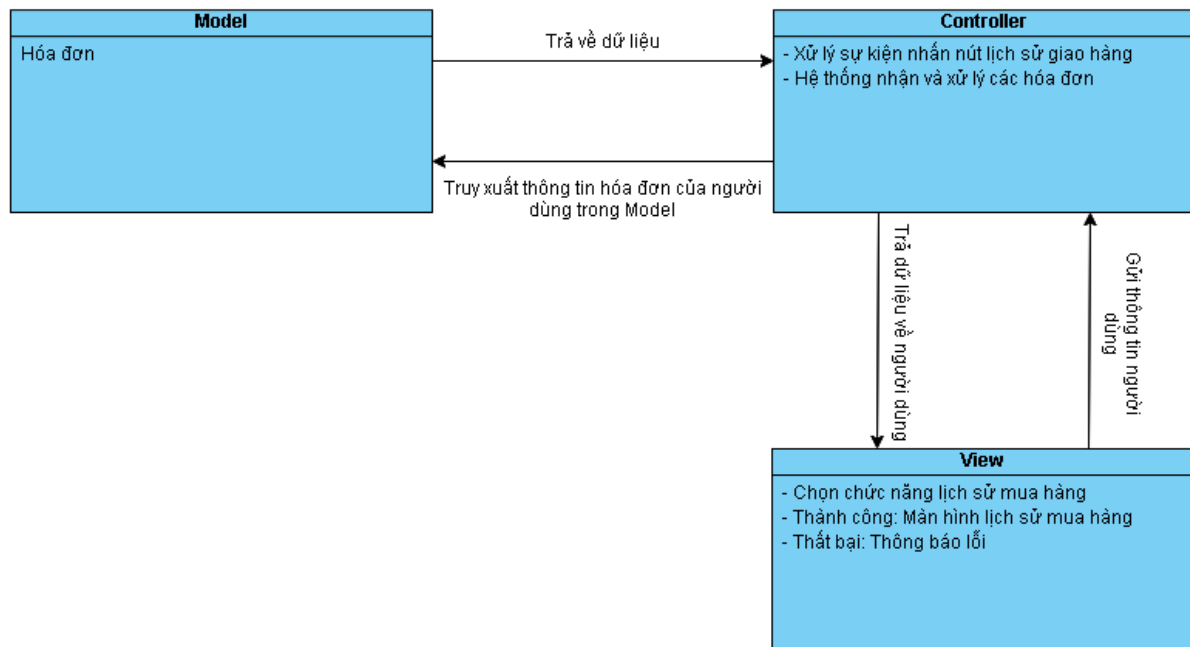 Model
Hóa đơn
Trả về dữ liệu
Controller
- Xử lý sự kiện nhấn nút lịch sử giao hàng
- Hệ thống nhận và xử lý các hóa đơn
Truy xuất thông tin hóa đơn của người
dùng trong Model
Trả dữ liệu về người dùng
Gửi thông tin người
dùng
View
- Chọn chức năng lịch sử mua hàng
- Thành công: Màn hình lịch sử mua hàng
- Thất bại: Thông báo lỗi